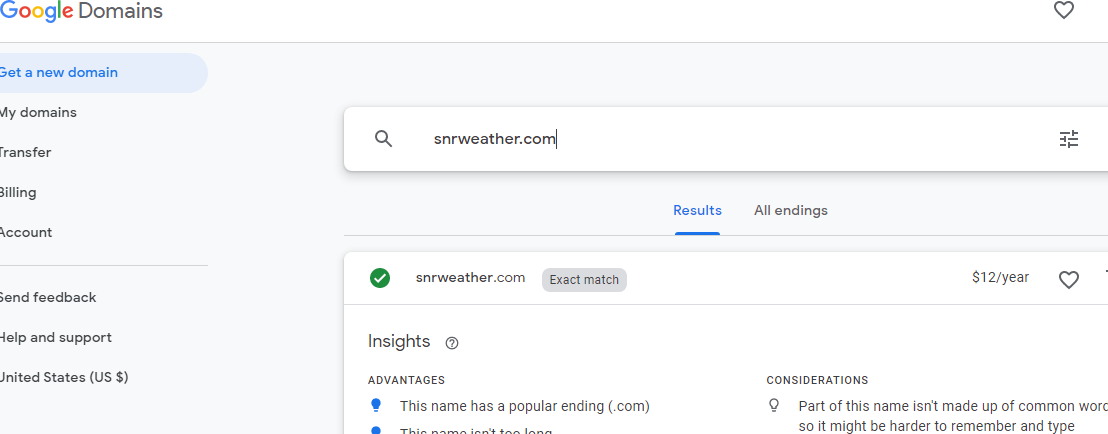 Google Domains
Get a new domain
My domains
Transfer
Billing
Account
Send feedback
Help and support
United States (US $)
snrweather.com
Results All endings
snrweather.com Exact match $12/year
Insights
ADVANTAGES
This name has a popular ending (.com)
This name isn't too long
CONSIDERATIONS
Part of this name isn't made up of common word
so it might be harder to remember and type